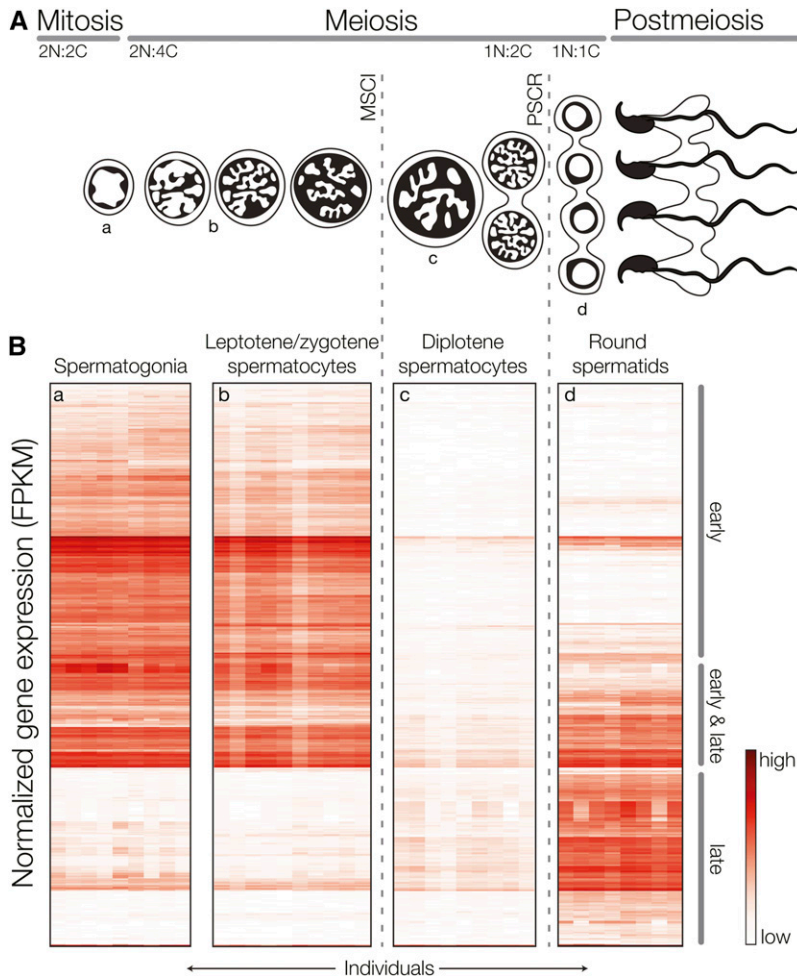 A
Mitosis
Meiosis
Postmeiosis
2N:2C
2N:4C
1N:2C
1N:1C
MSCI
PSCR
a
b
c
d
B
Spermatogonia
Leptotene/zygotene
spermatocytes
Diplotene
spermatocytes
Round
spermatids
a
b
c
d
Normalized gene expression (FPKM)
early
early & late
late
high
low
Individuals